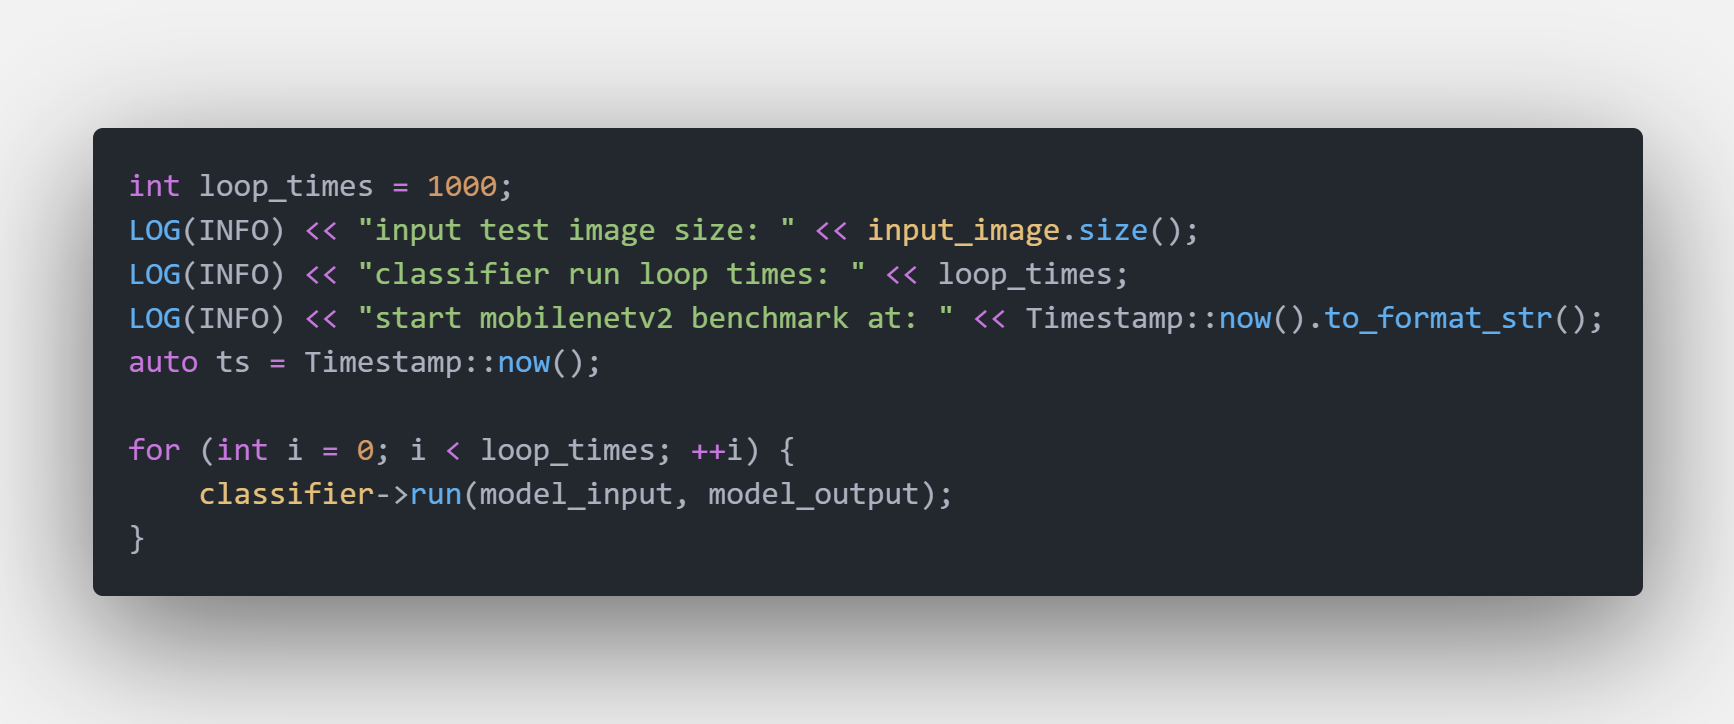 int loop_times = 1000;
LOG(INFO) << "input test image size: " << input_image.size();
LOG(INFO) << "classifier run loop times: " << loop_times;
LOG(INFO) << "start mobilenetv2 benchmark at: " << Timestamp::now().to_format_str();
auto ts = Timestamp::now();

for (int i = 0; i < loop_times; ++i) {
    classifier->run(model_input, model_output);
}